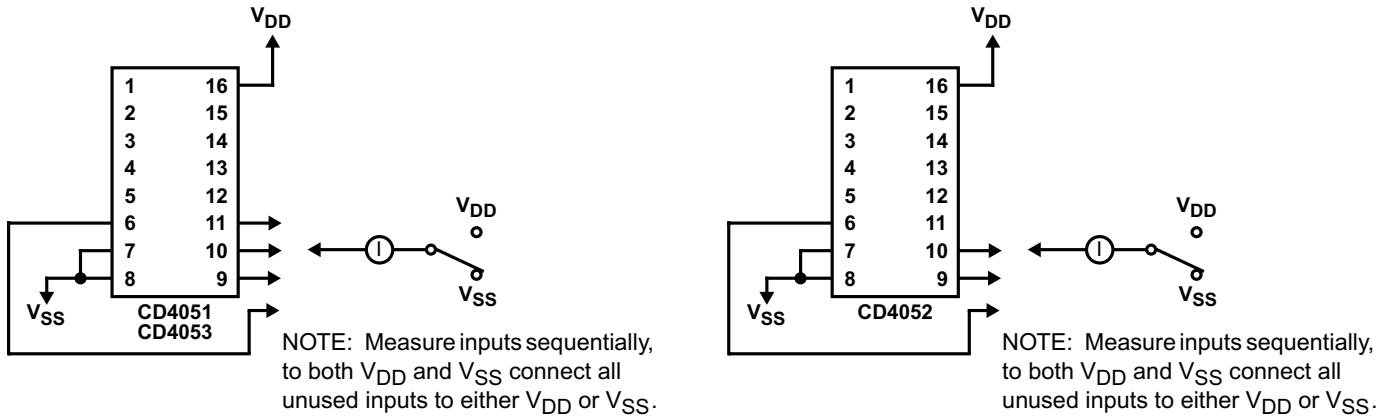 VDD
1 16
2 15
3 14
4 13
5 12
6 11
7 10
8 9
VSS
CD4051
CD4053
I
VDD
VSS
NOTE: Measure inputs sequentially,
to both VDD and VSS connect all
unused inputs to either VDD or VSS.
VDD
1 16
2 15
3 14
4 13
5 12
6 11
7 10
8 9
VSS
CD4052
I
VDD
VSS
NOTE: Measure inputs sequentially,
to both VDD and VSS connect all
unused inputs to either VDD or VSS.